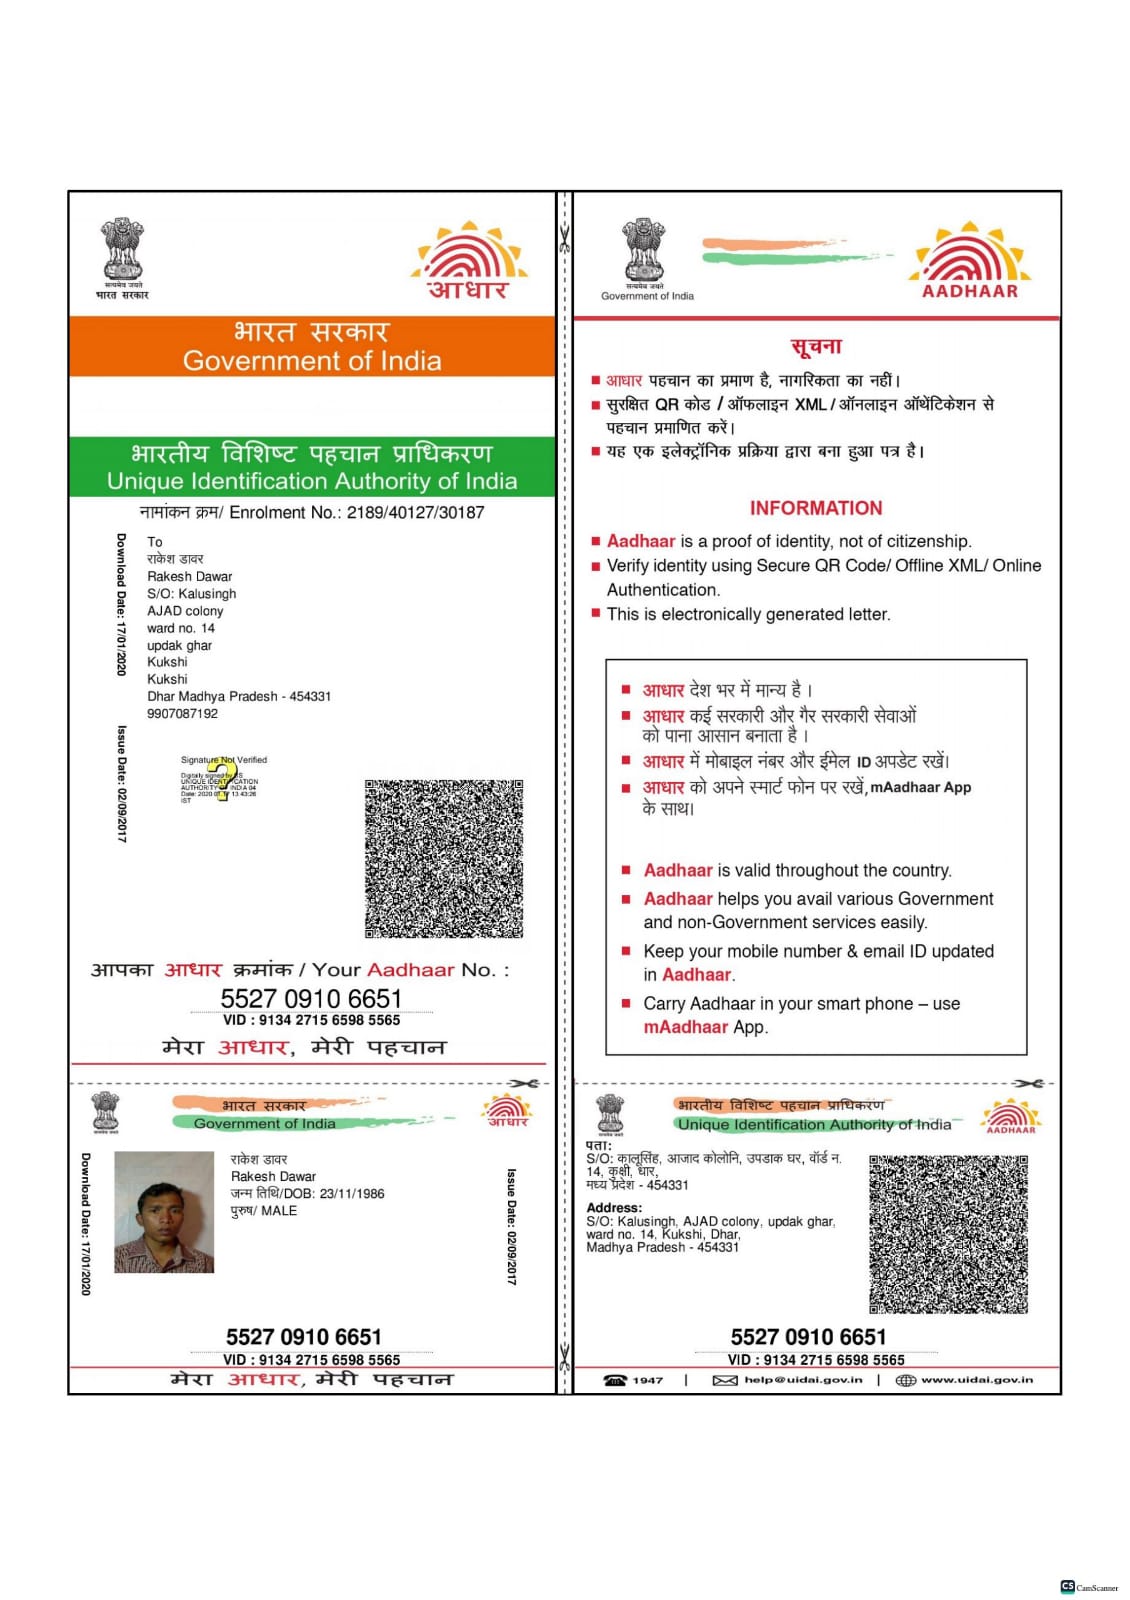 सत्यमेव जयते
भारत सरकार
आधार
भारत सरकार
Government of India
भारतीय विशिष्ट पहचान प्राधिकरण
Unique Identification Authority of India
नामांकन क्रम/ Enrolment No.: 2189/40127/30187
Download Date: 17/01/2020
Issue Date: 02/09/2017
To
राकेश डावर
Rakesh Dawar
S/O: Kalusingh
AJAD colony
ward no. 14
updak ghar
Kukshi
Kukshi
Dhar Madhya Pradesh - 454331
9907087192
Signature Not Verified
Digitally signed by DS
UNIQUE IDENTIFICATION
AUTHORITY OF INDIA 04
Date: 2020 13:43:26
IST
आपका आधार क्रमांक / Your Aadhaar No. :
5527 0910 6651
VID : 9134 2715 6598 5565
मेरा आधार, मेरी पहचान
सत्यमेव जयते
Government of India
AADHAAR
सूचना
आधार पहचान का प्रमाण है, नागरिकता का नहीं।
सुरक्षित QR कोड / ऑफलाइन XML / ऑनलाइन ऑथेंटिकेशन से
पहचान प्रमाणित करें।
यह एक इलेक्ट्रॉनिक प्रक्रिया द्वारा बना हुआ पत्र है।
INFORMATION
Aadhaar is a proof of identity, not of citizenship.
Verify identity using Secure QR Code/ Offline XML/ Online
Authentication.
This is electronically generated letter.
आधार देश भर में मान्य है ।
आधार कई सरकारी और गैर सरकारी सेवाओं
को पाना आसान बनाता है ।
आधार में मोबाइल नंबर और ईमेल ID अपडेट रखें।
आधार को अपने स्मार्ट फोन पर रखें, mAadhaar App
के साथ।
Aadhaar is valid throughout the country.
Aadhaar helps you avail various Government
and non-Government services easily.
Keep your mobile number & email ID updated
in Aadhaar.
Carry Aadhaar in your smart phone – use
mAadhaar App.
सत्यमेव जयते
भारत सरकार
Government of India
आधार
Download Date: 17/01/2020
राकेश डावर
Rakesh Dawar
जन्म तिथि/DOB: 23/11/1986
पुरुष/ MALE
Issue Date: 02/09/2017
5527 0910 6651
VID : 9134 2715 6598 5565
मेरा आधार, मेरी पहचान
सत्यमेव जयते
भारतीय विशिष्ट पहचान प्राधिकरण
Unique Identification Authority of India
AADHAAR
पता:
S/O: कालूसिंह, आजाद कोलोनि, उपडाक घर, वॉर्ड न.
14, कुक्षी, धार,
मध्य प्रदेश - 454331
Address:
S/O: Kalusingh, AJAD colony, updak ghar,
ward no. 14, Kukshi, Dhar,
Madhya Pradesh - 454331
5527 0910 6651
VID : 9134 2715 6598 5565
1947 | help@uidai.gov.in | www.uidai.gov.in
CS CamScanner